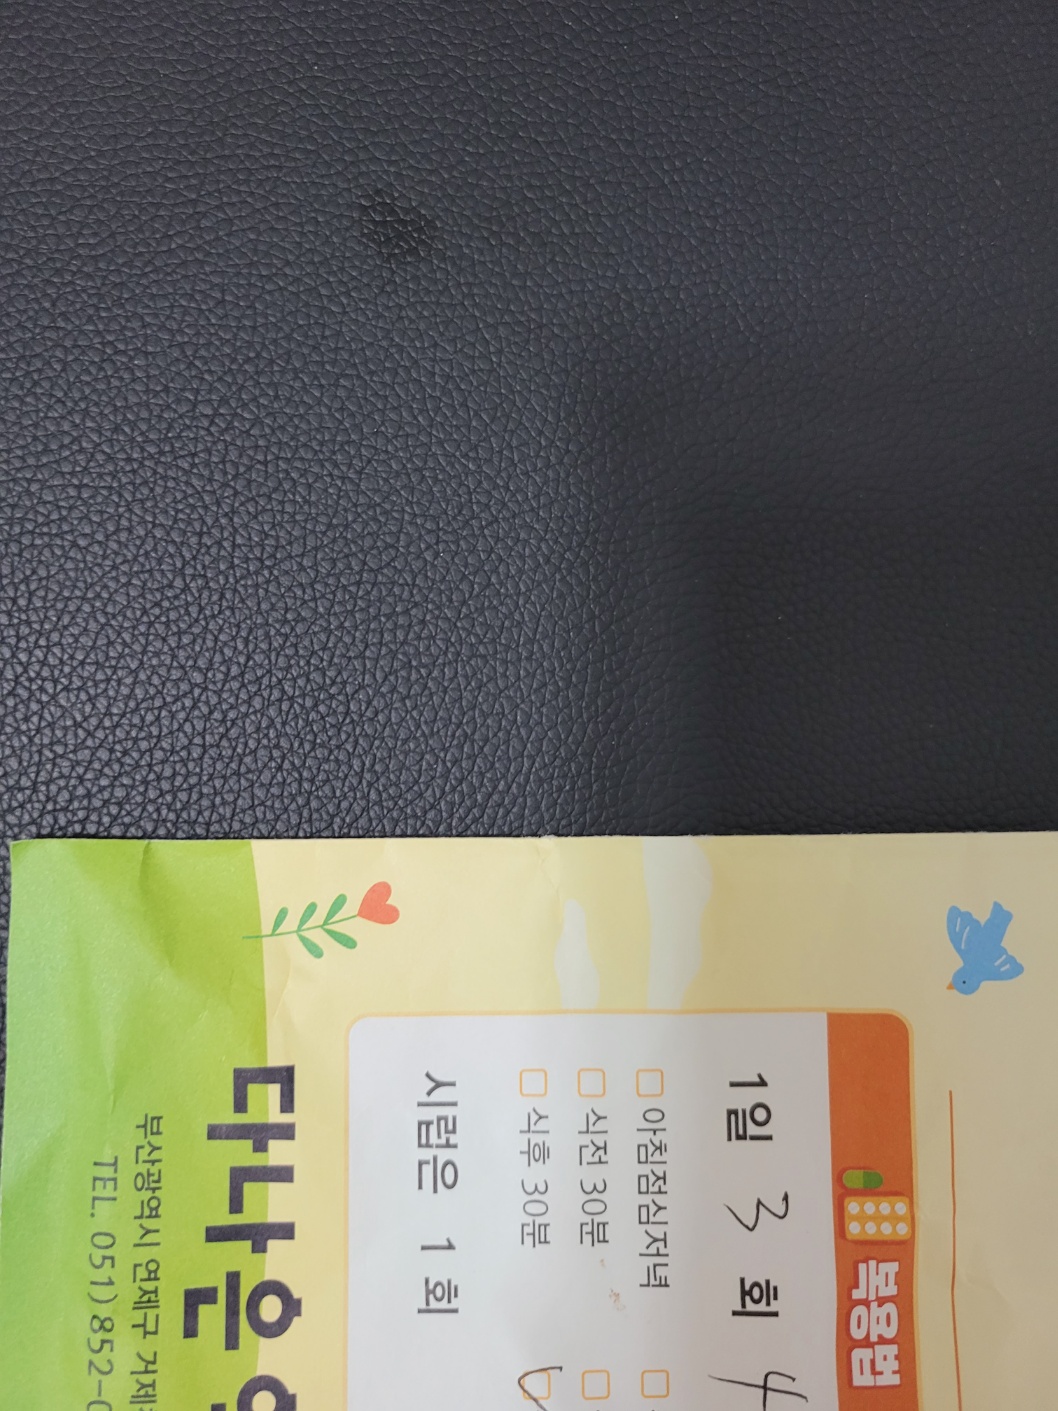 복용법
1일 3 회 4
□ 아침점심저녁 □
□ 식전 30분 □
□ 식후 30분 ☑
시럽은 1 회
다나은
부산광역시 연제구
TEL. 051) 852-